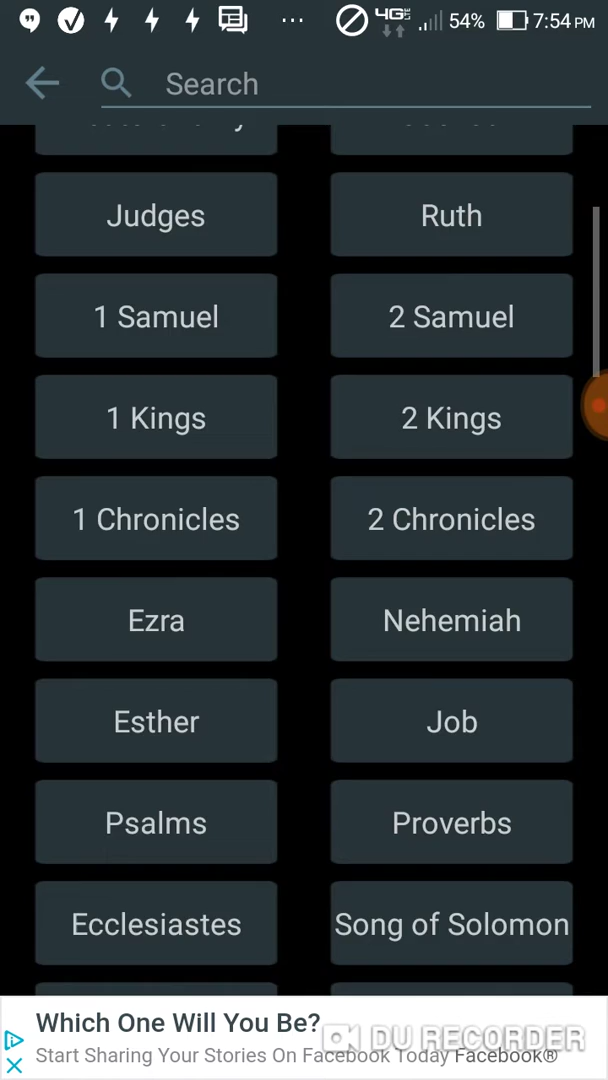 4G LTE 54% 7:54 PM
Search
Judges Ruth
1 Samuel 2 Samuel
1 Kings 2 Kings
1 Chronicles 2 Chronicles
Ezra Nehemiah
Esther Job
Psalms Proverbs
Ecclesiastes Song of Solomon
Which One Will You Be?
DU RECORDER
Start Sharing Your Stories On Facebook Today Facebook®